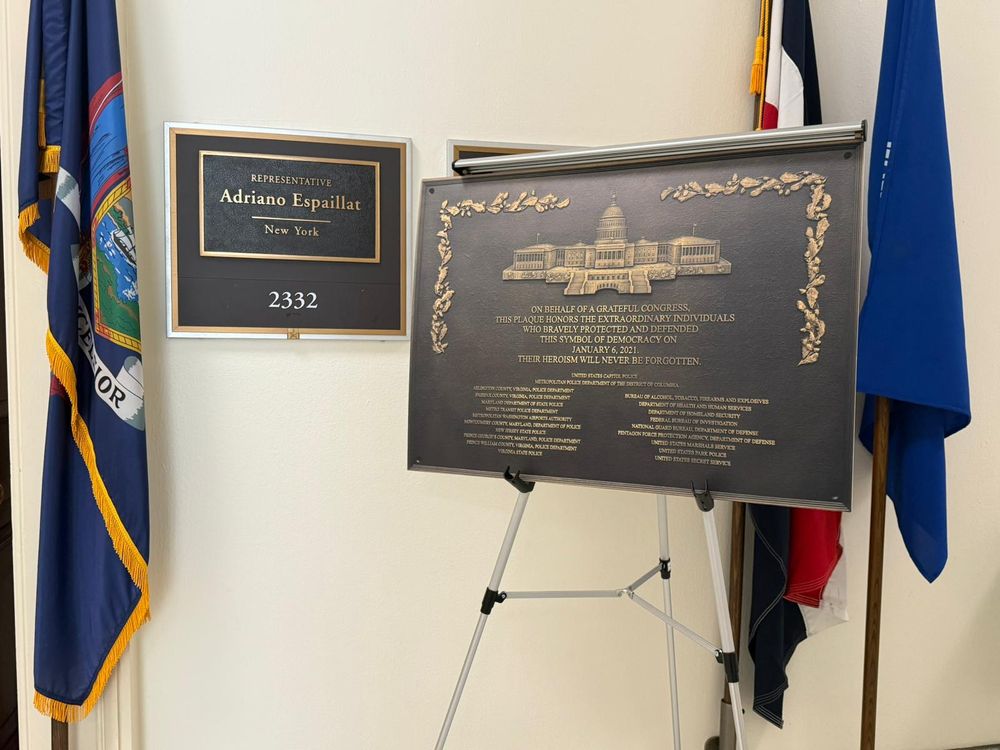 REPRESENTATIVE
Adriano Espaillat
New York
2332
ON BEHALF OF A GRATEFUL CONGRESS,
THIS PLAQUE HONORS THE EXTRAORDINARY INDIVIDUALS
WHO BRAVELY PROTECTED AND DEFENDED
THIS SYMBOL OF DEMOCRACY ON
JANUARY 6, 2021.
THEIR HEROISM WILL NEVER BE FORGOTTEN.
UNITED STATES CAPITOL POLICE
METROPOLITAN POLICE DEPARTMENT OF THE DISTRICT OF COLUMBIA
ARLINGTON COUNTY, VIRGINIA, POLICE DEPARTMENT
FAIRFAX COUNTY, VIRGINIA, POLICE DEPARTMENT
MARYLAND DEPARTMENT OF STATE POLICE
METRO TRANSIT POLICE DEPARTMENT
METROPOLITAN WASHINGTON AIRPORTS AUTHORITY
MONTGOMERY COUNTY, MARYLAND, DEPARTMENT OF POLICE
NEW JERSEY STATE POLICE
PRINCE GEORGE'S COUNTY, MARYLAND, POLICE DEPARTMENT
PRINCE WILLIAM COUNTY, VIRGINIA, POLICE DEPARTMENT
VIRGINIA STATE POLICE
BUREAU OF ALCOHOL, TOBACCO, FIREARMS AND EXPLOSIVES
DEPARTMENT OF HEALTH AND HUMAN SERVICES
DEPARTMENT OF HOMELAND SECURITY
FEDERAL BUREAU OF INVESTIGATION
NATIONAL GUARD BUREAU, DEPARTMENT OF DEFENSE
PENTAGON FORCE PROTECTION AGENCY, DEPARTMENT OF DEFENSE
UNITED STATES MARSHALS SERVICE
UNITED STATES PARK POLICE
UNITED STATES SECRET SERVICE